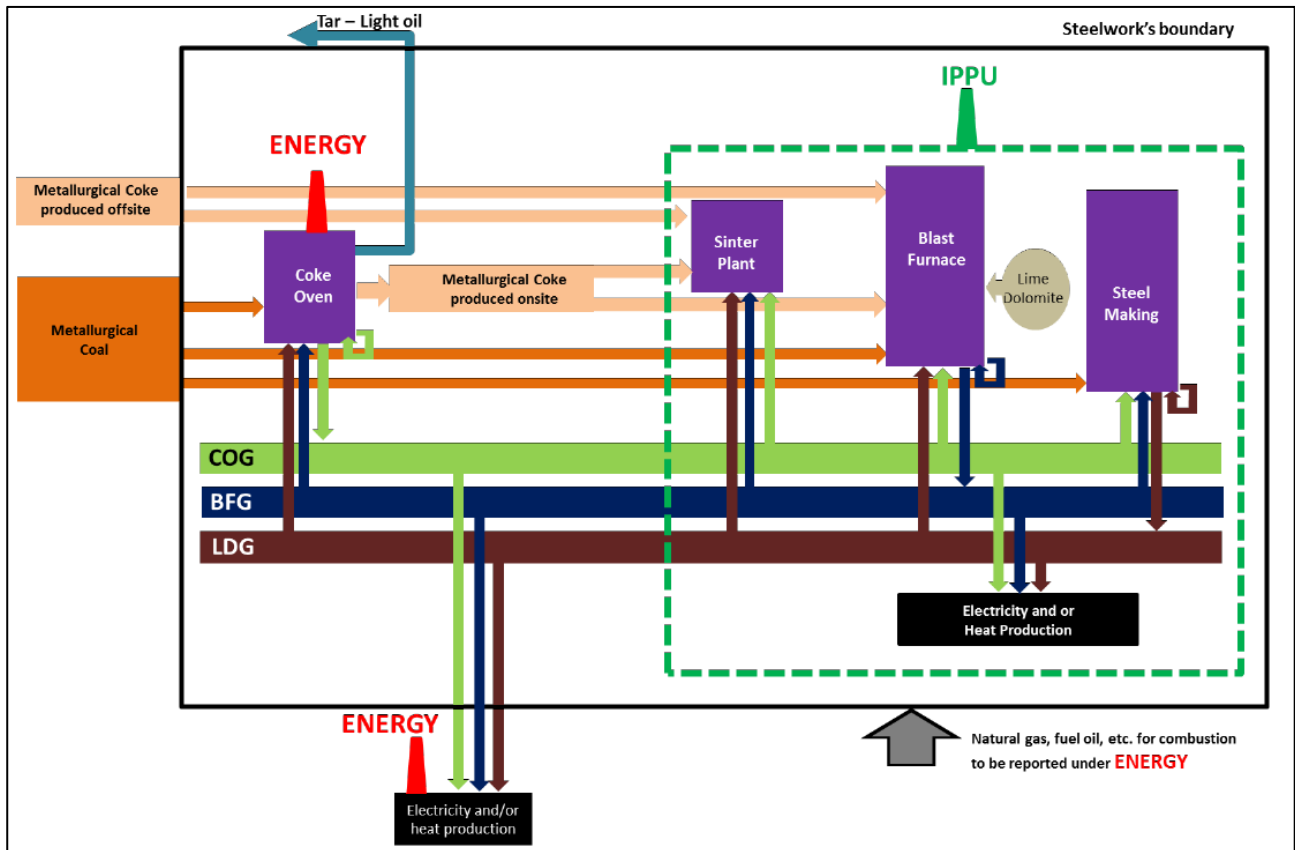 Tar – Light oil
Steelwork's boundary
IPPU
ENERGY
Metallurgical Coke
produced offsite
Sinter
Plant
Blast
Furnace
Coke
Oven
Metallurgical Coke
produced onsite
Lime
Dolomite
Steel
Making
Metallurgical
Coal
COG
BFG
LDG
Electricity and or
Heat Production
ENERGY
Natural gas, fuel oil, etc. for combustion
to be reported under ENERGY
Electricity and/or
heat production